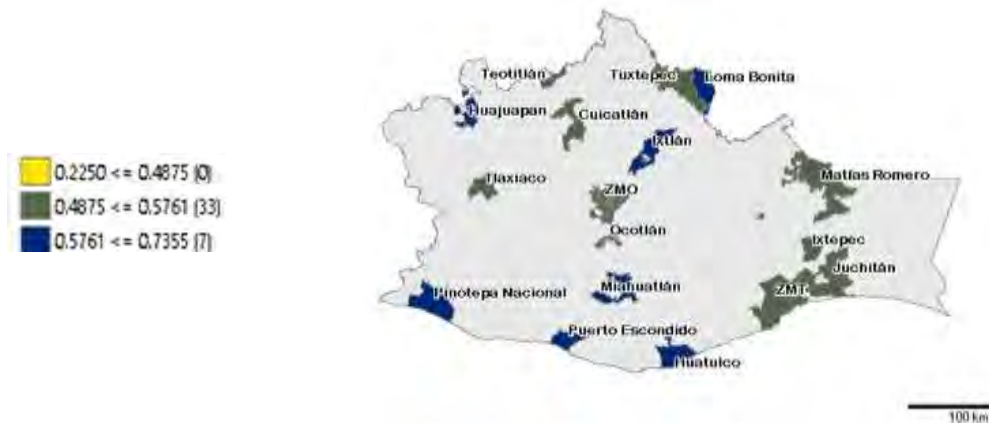 0.2250 <= 0.4875 (0)
0.4875 <= 0.5761 (33)
0.5761 <= 0.7355 (7)
Teotitlán
Tuxtepec
Loma Bonita
Huajuapan
Cuicatlán
Ixtlán
Tlaxiaco
ZMO
Matías Romero
Ocotlán
Ixtepec
Juchitán
Pinotepa Nacional
Miahuatlán
ZMT
Puerto Escondido
Huatulco
100 km